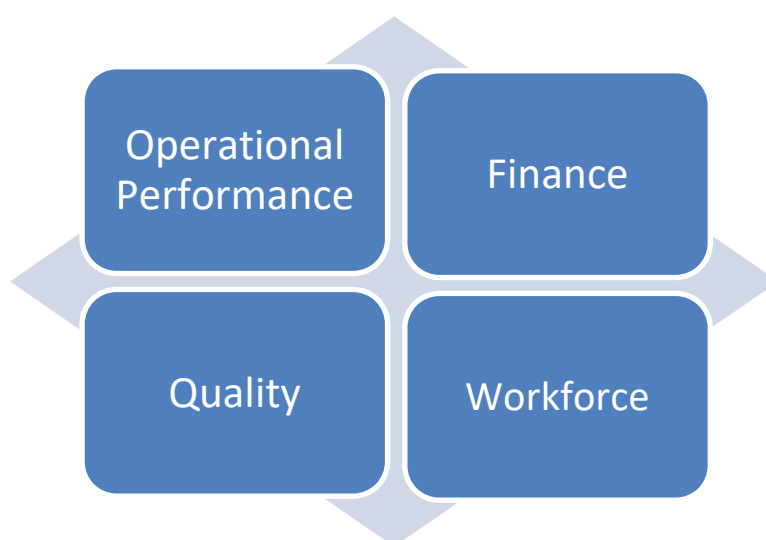 Operational
Performance
Finance
Quality
Workforce